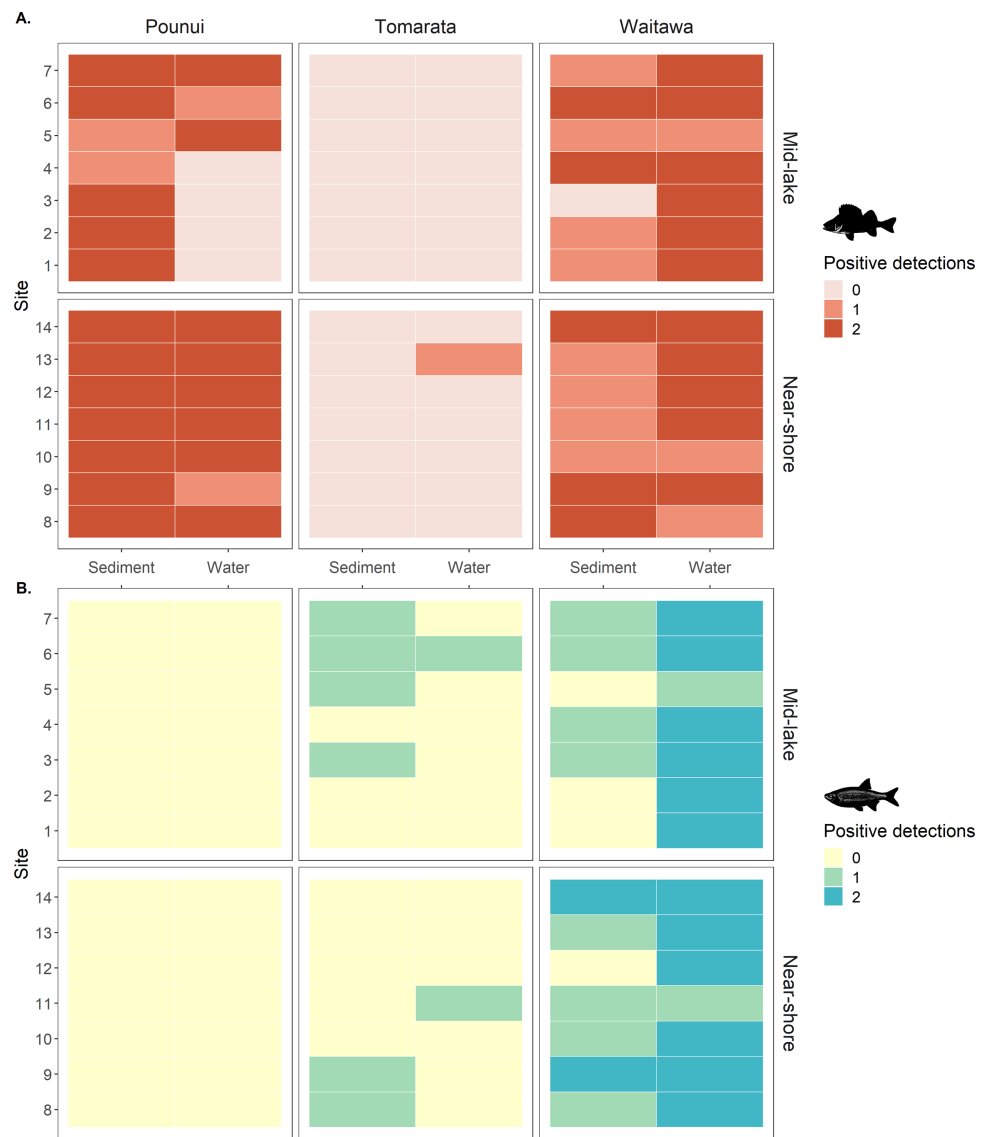 A.
Pounui Tomarata Waitawa
7
6
5
4
3
2
1
Mid-lake
Site
14
13
12
11
10
9
8
Near-shore
Sediment Water Sediment Water Sediment Water
Positive detections
0
1
2
B.
7
6
5
4
3
2
1
Mid-lake
Site
14
13
12
11
10
9
8
Near-shore
Positive detections
0
1
2